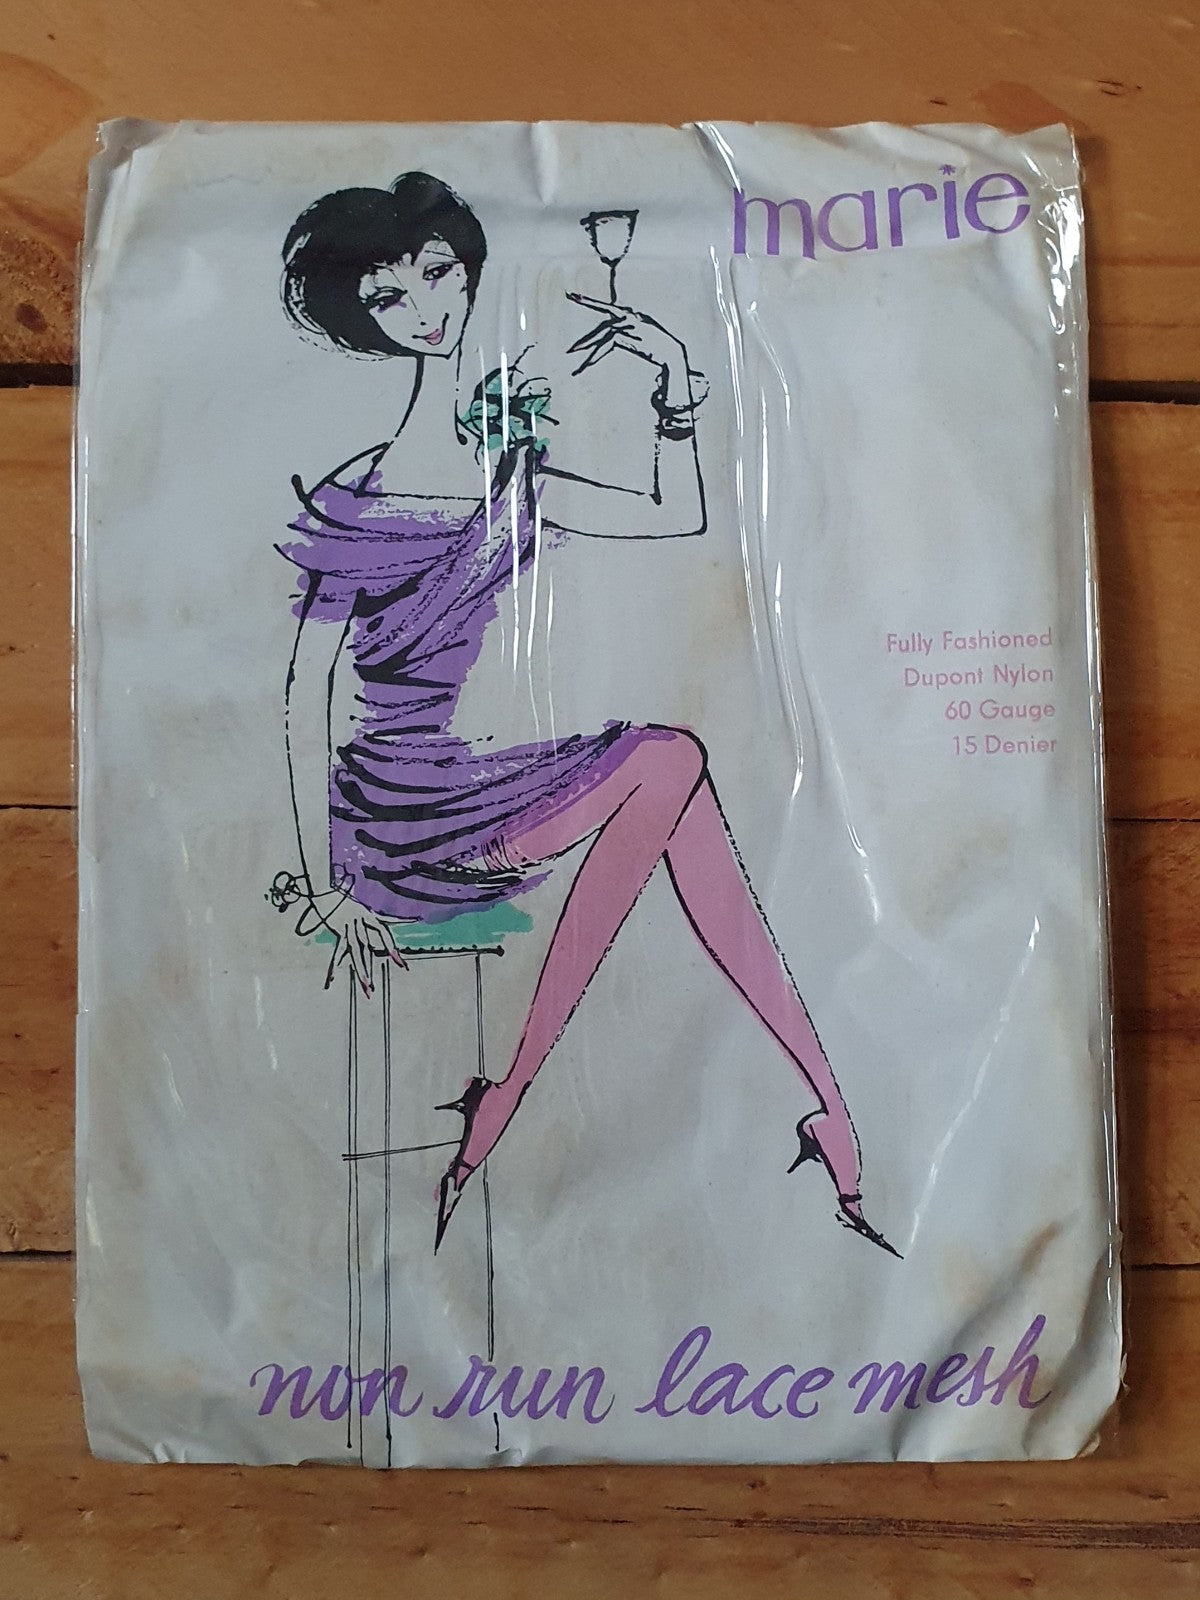 marie
Fully Fashioned
Dupont Nylon
60 Gauge
15 Denier
non run lace mesh